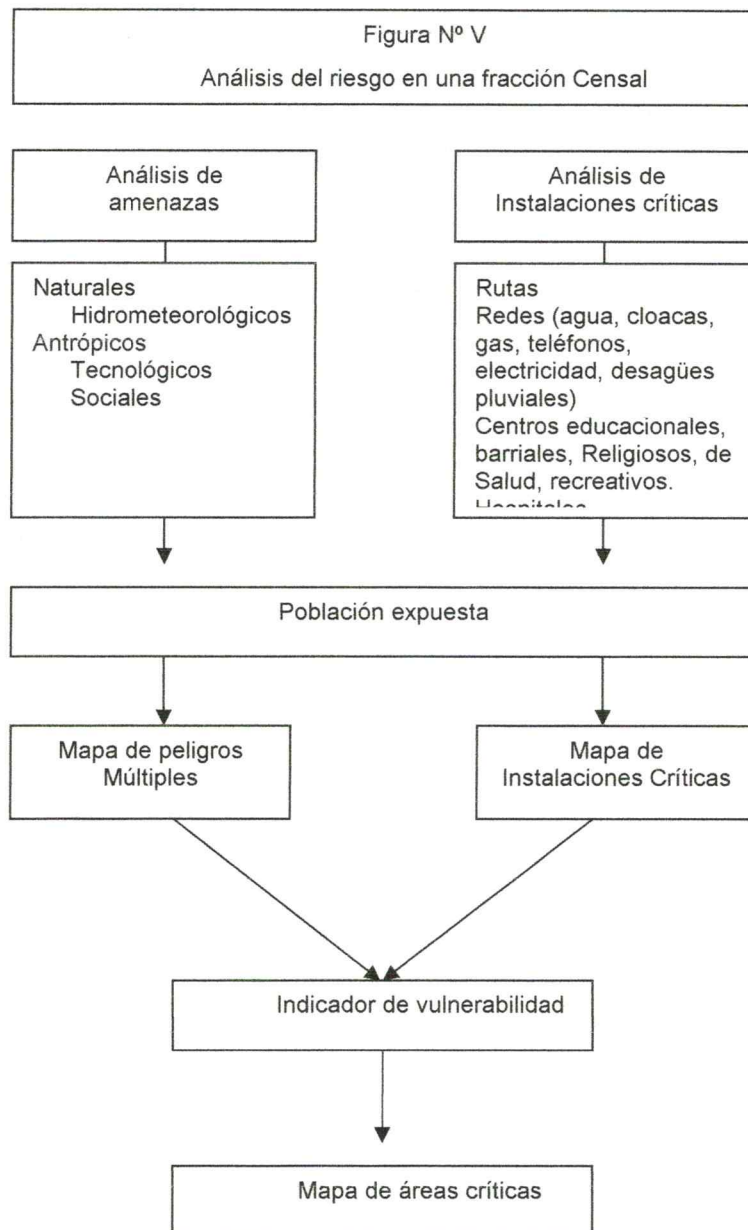 Figura Nº V
Análisis del riesgo en una fracción Censal
Análisis de
amenazas
Análisis de
Instalaciones críticas
Naturales
Hidrometeorológicos
Antrópicos
Tecnológicos
Sociales
Rutas
Redes (agua, cloacas,
gas, teléfonos,
electricidad, desagües
pluviales)
Centros educacionales,
barriales, Religiosos, de
Salud, recreativos.
Población expuesta
Mapa de peligros
Múltiples
Mapa de
Instalaciones Críticas
Indicador de vulnerabilidad
Mapa de áreas críticas